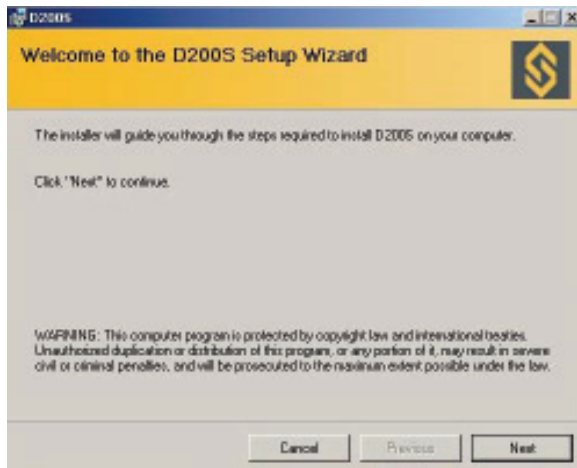 D200S
Welcome to the D200S Setup Wizard
The installer will guide you through the steps required to install D200S on your computer.
Click "Next" to continue.
WARNING: This computer program is protected by copyright law and international treaties.
Unauthorized duplication or distribution of this program, or any portion of it, may result in severe
civil or criminal penalties, and will be prosecuted to the maximum extent possible under the law.
Cancel
Previous
Next